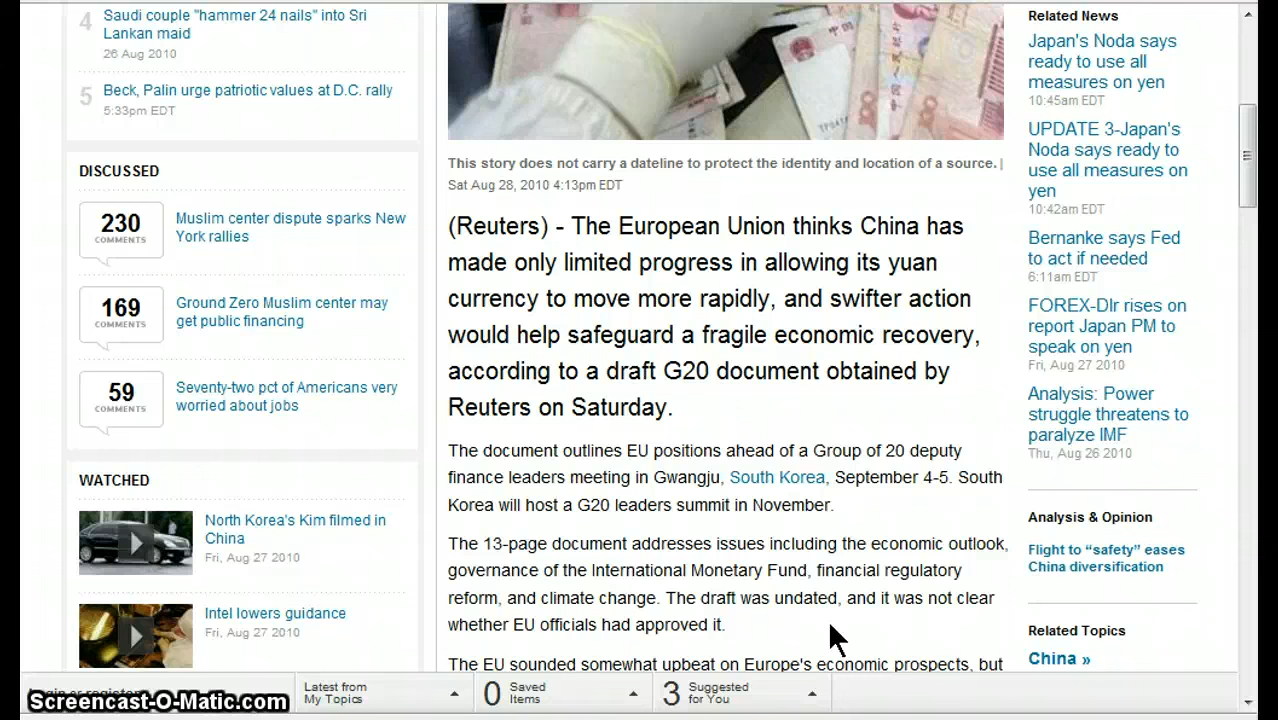 4
Saudi couple "hammer 24 nails" into Sri
Lankan maid
26 Aug 2010
5
Beck, Palin urge patriotic values at D.C. rally
5:33pm EDT
DISCUSSED
230
COMMENTS
Muslim center dispute sparks New
York rallies
169
COMMENTS
Ground Zero Muslim center may
get public financing
59
COMMENTS
Seventy-two pct of Americans very
worried about jobs
WATCHED
North Korea's Kim filmed in
China
Fri, Aug 27 2010
Intel lowers guidance
Fri, Aug 27 2010
This story does not carry a dateline to protect the identity and location of a source. |
Sat Aug 28, 2010 4:13pm EDT
(Reuters) - The European Union thinks China has
made only limited progress in allowing its yuan
currency to move more rapidly, and swifter action
would help safeguard a fragile economic recovery,
according to a draft G20 document obtained by
Reuters on Saturday.
The document outlines EU positions ahead of a Group of 20 deputy
finance leaders meeting in Gwangju, South Korea, September 4-5. South
Korea will host a G20 leaders summit in November.
The 13-page document addresses issues including the economic outlook,
governance of the International Monetary Fund, financial regulatory
reform, and climate change. The draft was undated, and it was not clear
whether EU officials had approved it.
The EU sounded somewhat upbeat on Europe's economic prospects, but
Related News
Japan's Noda says
ready to use all
measures on yen
10:45am EDT
UPDATE 3-Japan's
Noda says ready to
use all measures on
yen
10:42am EDT
Bernanke says Fed
to act if needed
6:11am EDT
FOREX-Dlr rises on
report Japan PM to
speak on yen
Fri, Aug 27 2010
Analysis: Power
struggle threatens to
paralyze IMF
Thu, Aug 26 2010
Analysis & Opinion
Flight to “safety” eases
China diversification
Related Topics
China »
Login or register
Latest from
My Topics
0
Saved
Items
3
Suggested
for You
Screencast-O-Matic.com